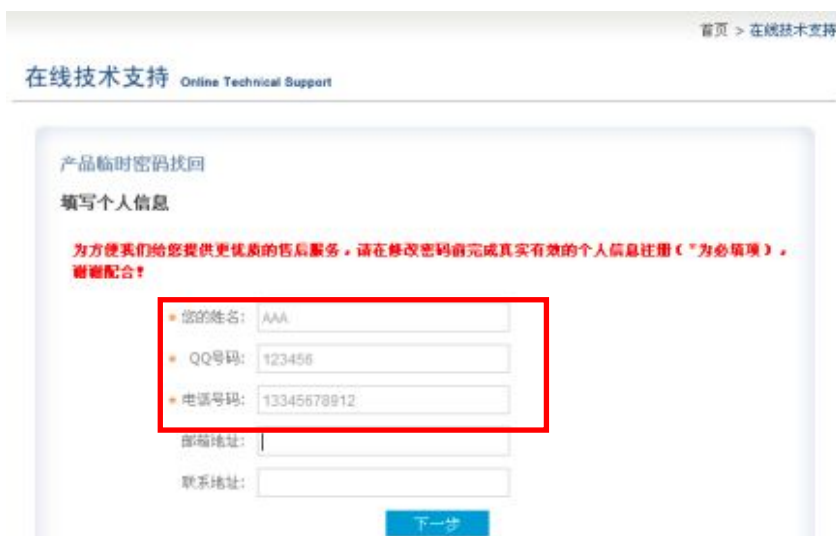 首页 > 在线技术支持
在线技术支持 Online Technical Support
产品临时密码找回
填写个人信息
为方便我们给您提供更优质的售后服务，请在修改密码前完成真实有效的个人信息注册（*为必填项），
谢谢配合！
* 您的姓名: AAA
* QQ号码: 123456
* 电话号码: 13345678912
邮箱地址:
联系地址:
下一步